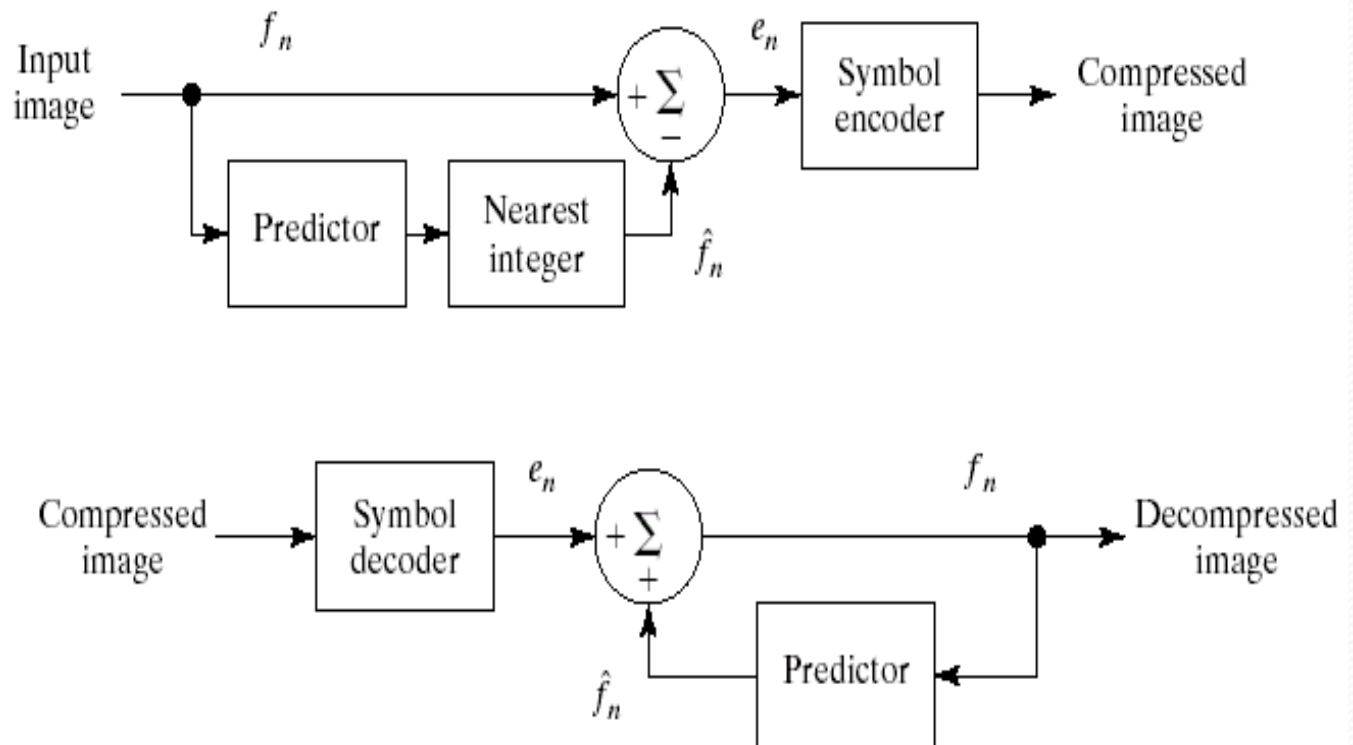 f_n
e_n
Input
image
+ Σ
−
Symbol
encoder
Compressed
image
Predictor
Nearest
integer
f̂_n
Compressed
image
Symbol
decoder
e_n
+ Σ
+
f_n
Decompressed
image
Predictor
f̂_n